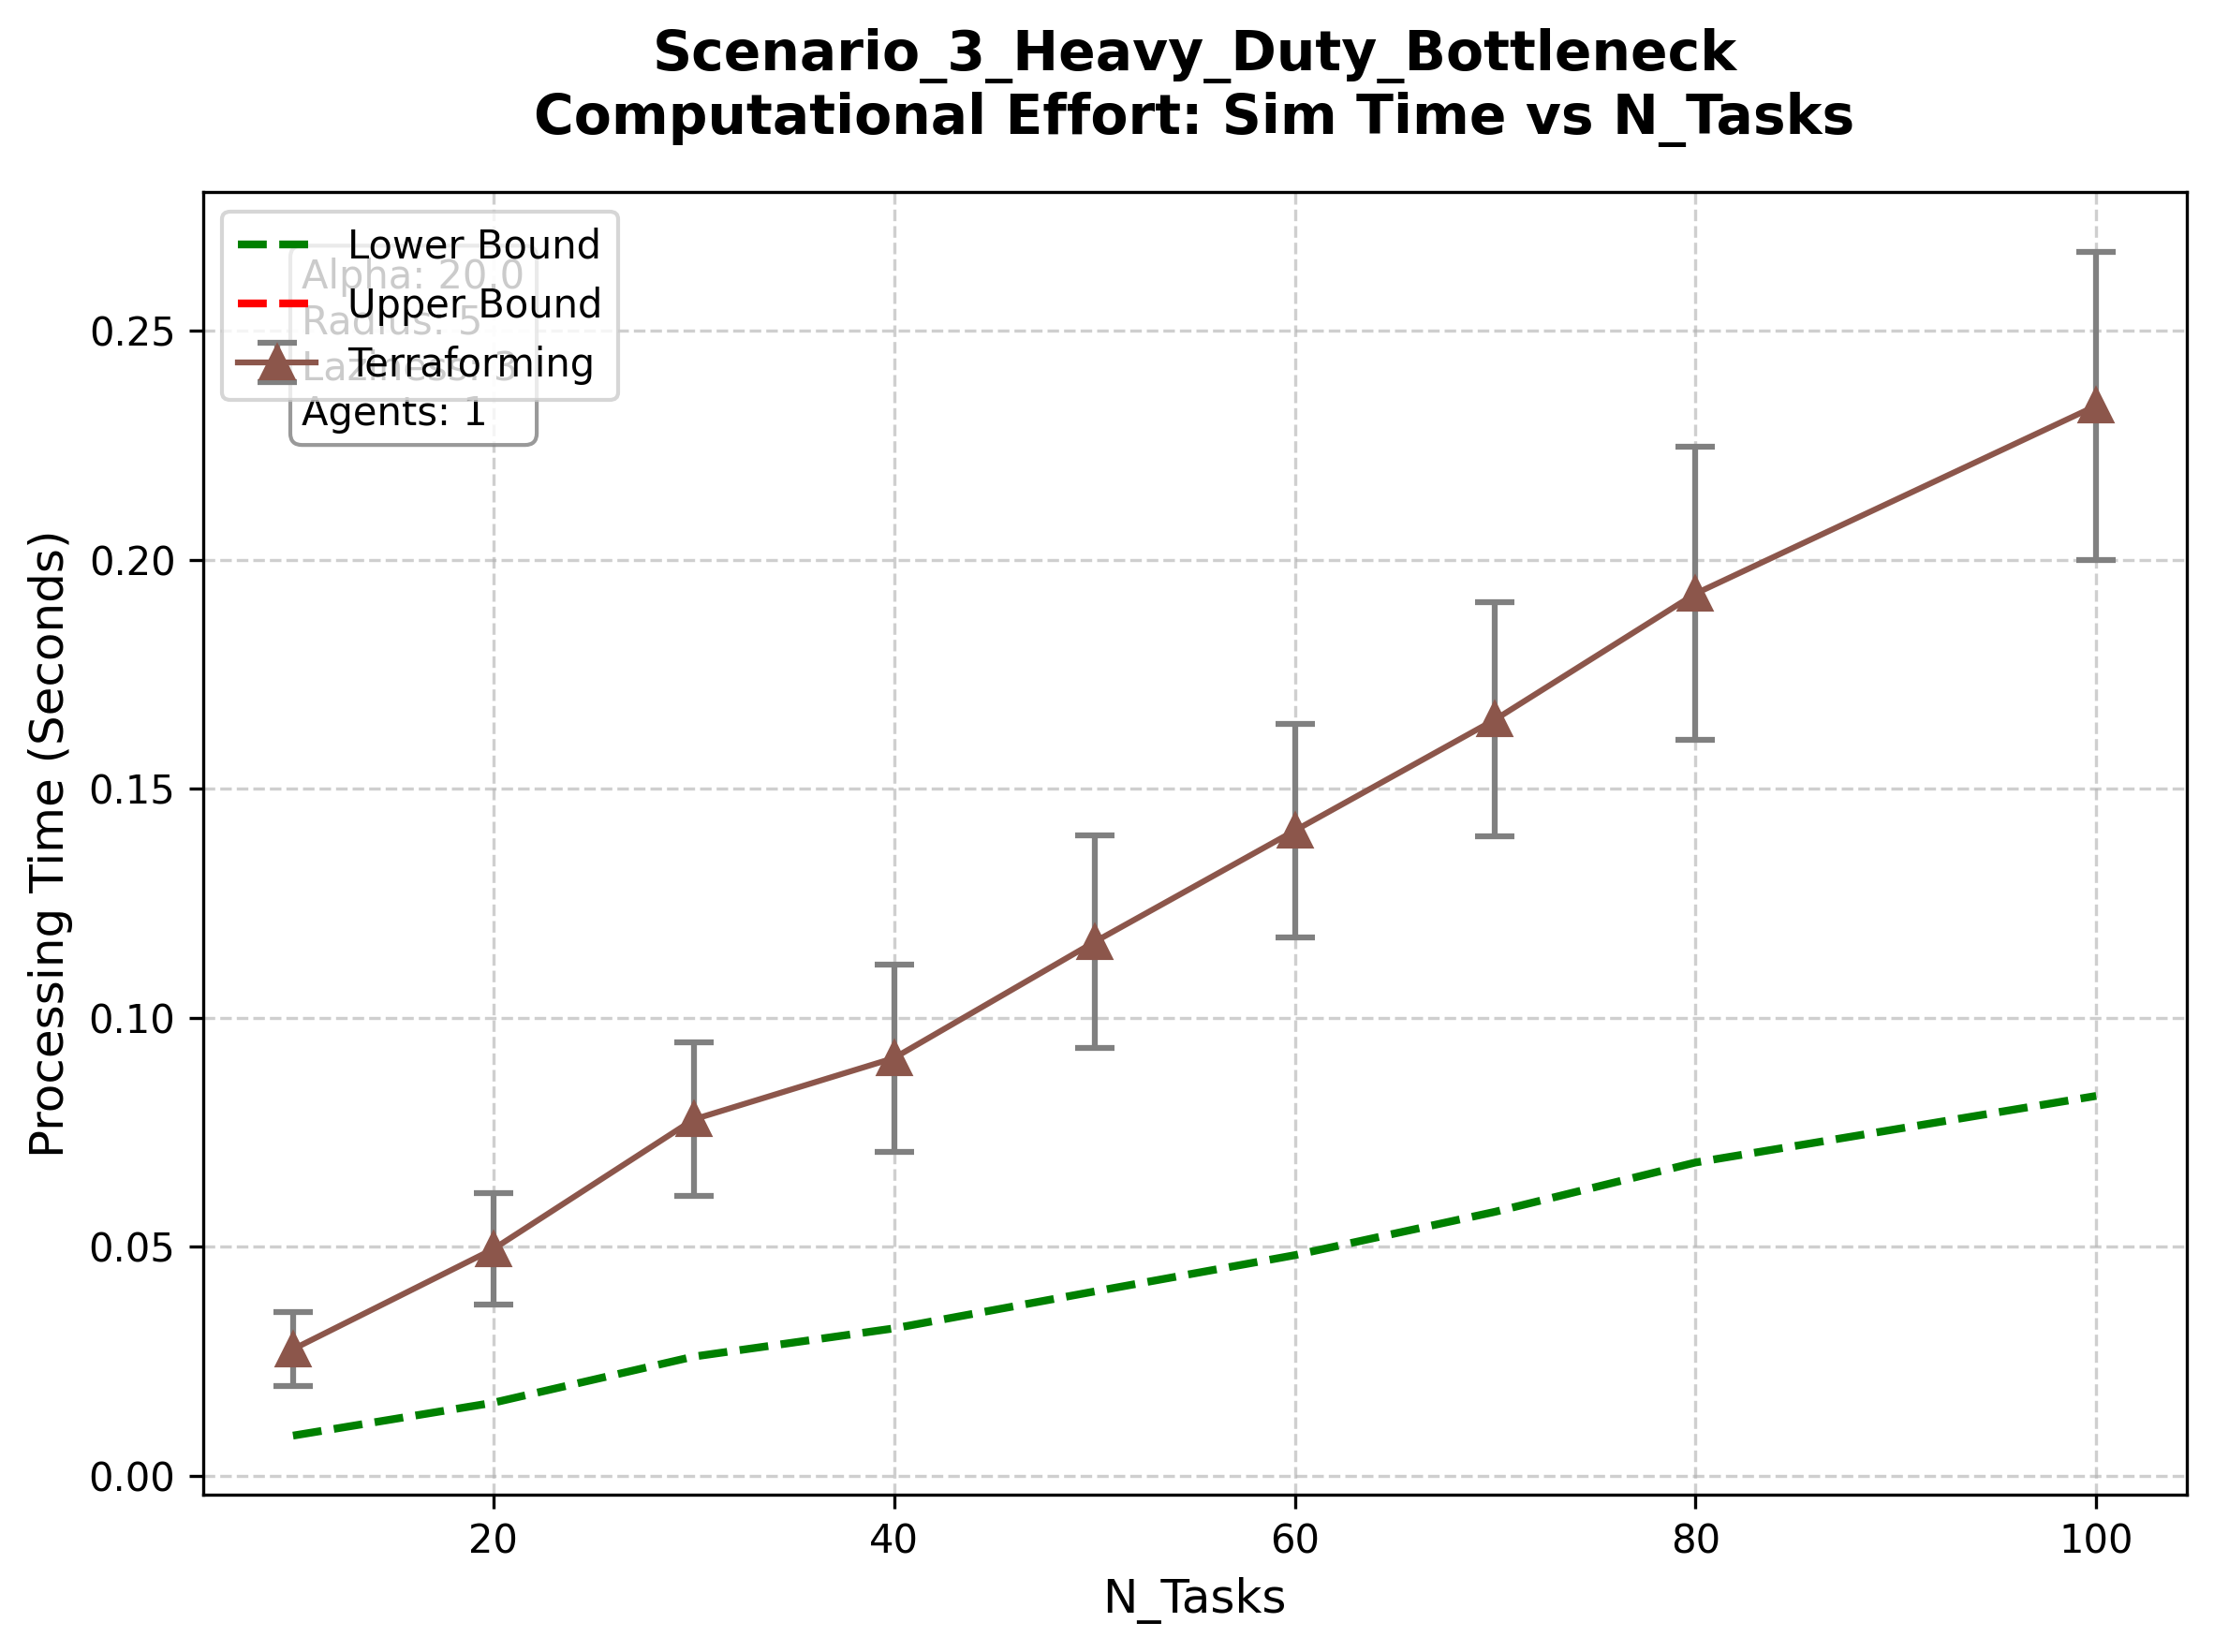 Scenario_3_Heavy_Duty_Bottleneck
Computational Effort: Sim Time vs N_Tasks
Lower Bound
Upper Bound
Terraforming
Alpha: 20.0
Radius: 5
Laziness: 3
Agents: 1
Processing Time (Seconds)
0.25
0.20
0.15
0.10
0.05
0.00
20
40
60
80
100
N_Tasks